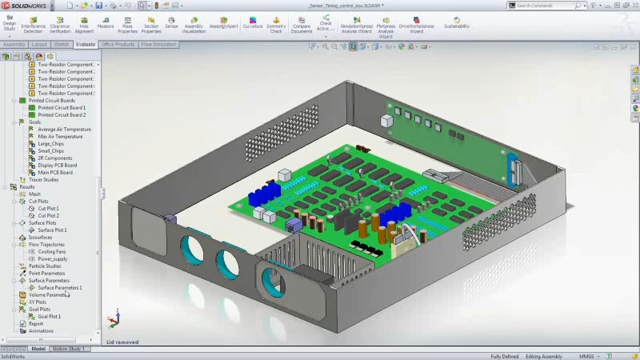 SOLIDWORKS
_Sensor_Timing_control_box.SLDASM *
Search Commands
Design Study
Interference Detection
Clearance Verification
Hole Alignment
Measure
Mass Properties
Section Properties
Sensor
Assembly Visualization
AssemblyXpert
Curvature
Symmetry Check
Compare Documents
Check Active ...
SimulationXpress Analysis Wizard
FloXpress Analysis Wizard
DriveWorksXpress Wizard
Sustainability
Assembly
Layout
Sketch
Evaluate
Office Products
Flow Simulation
Two-Resistor Component
Two-Resistor Component
Two-Resistor Component
Two-Resistor Component
Two-Resistor Component
Printed Circuit Boards
Printed Circuit Board 1
Printed Circuit Board 2
Goals
Average Air Temperature
Max Air Temperature
Large_Chips
Small_Chips
2R Components
Display PCB Board
Main PCB Board
Tracer Studies
Results
Mesh
Cut Plots
Cut Plot 1
Cut Plot 2
Surface Plots
Surface Plot 1
Isosurfaces
Flow Trajectories
Cooling Fans
Power_supply
Particle Studies
Point Parameters
Surface Parameters
Surface Parameters 1
Volume Parameters
XY Plots
Goal Plots
Goal Plot 1
Report
Animations
Lid removed
Model
Motion Study 1
SolidWorks
Fully Defined
Editing Assembly